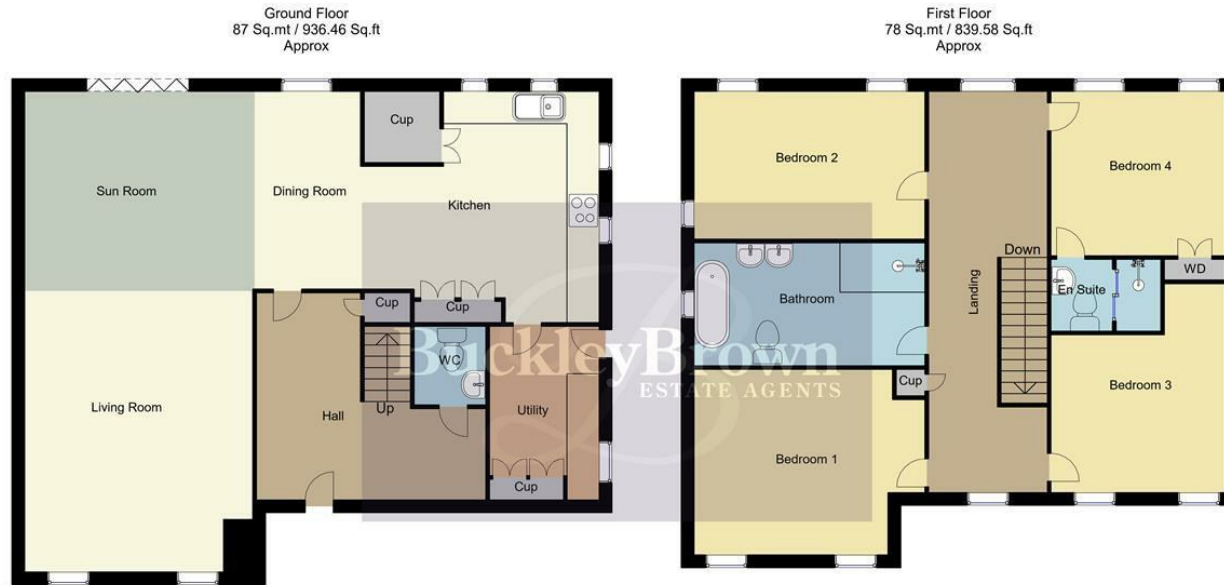 Ground Floor
87 Sq.mt / 936.46 Sq.ft
Approx
Cup
Sun Room
Dining Room
Kitchen
Cup
Cup
WC
Up
Living Room
Hall
Utility
Cup
First Floor
78 Sq.mt / 839.58 Sq.ft
Approx
Bedroom 2
Bedroom 4
Down
WD
Landing
En Suite
Bathroom
Cup
Bedroom 3
Bedroom 1
BuckleyBrown
ESTATE AGENTS